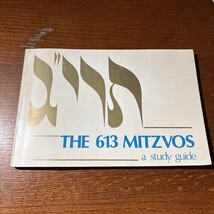 תרי״ג
THE 613 MITZVOS
a study guide